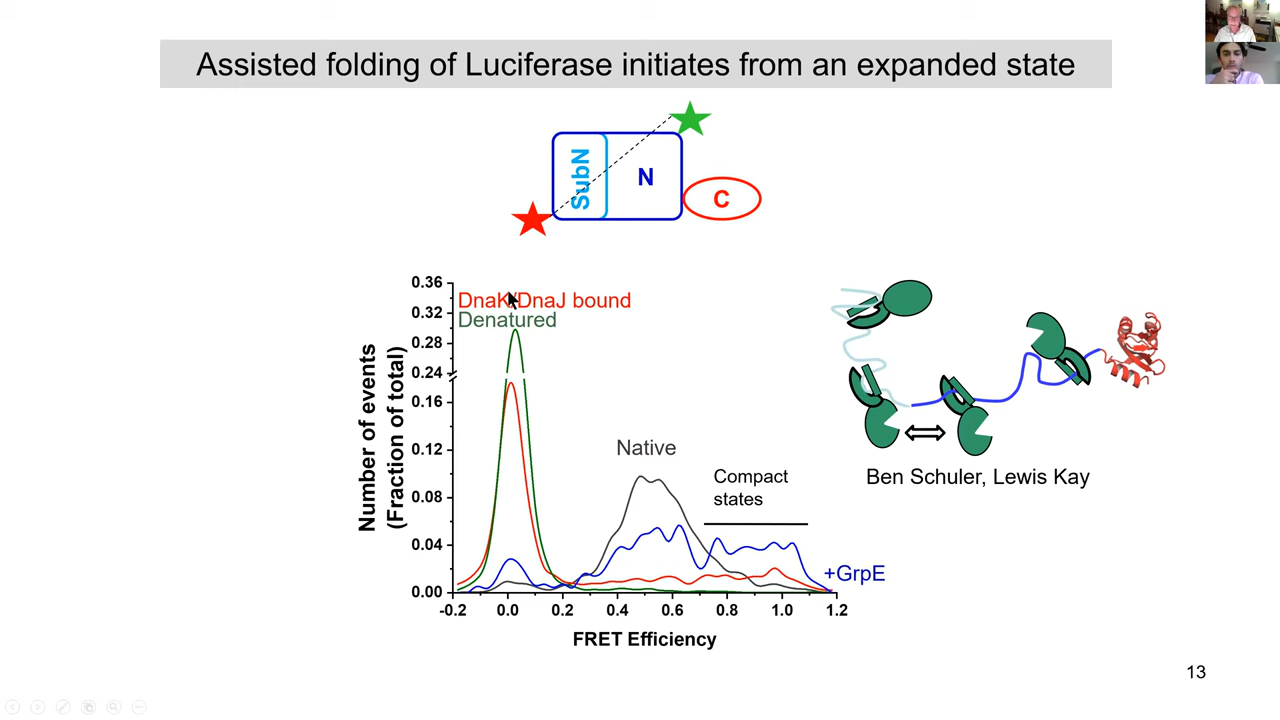 Assisted folding of Luciferase initiates from an expanded state
SubN
N
C
DnaK/DnaJ bound
Denatured
Native
Compact
states
+GrpE
0.36
0.32
0.28
0.24
0.16
0.12
0.08
0.04
0.00
-0.2
0.0
0.2
0.4
0.6
0.8
1.0
1.2
Number of events
(Fraction of total)
FRET Efficiency
Ben Schuler, Lewis Kay
13